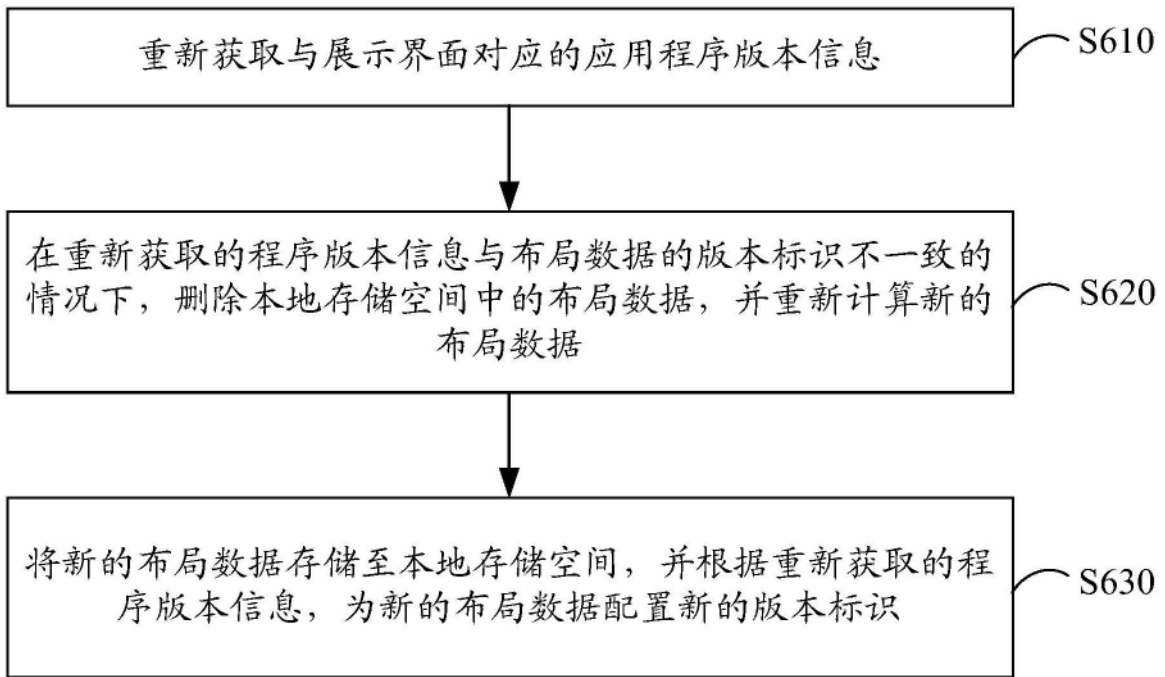 重新获取与展示界面对应的应用程序版本信息
S610
在重新获取的程序版本信息与布局数据的版本标识不一致的
情况下，删除本地存储空间中的布局数据，并重新计算新的
布局数据
S620
将新的布局数据存储至本地存储空间，并根据重新获取的程
序版本信息，为新的布局数据配置新的版本标识
S630